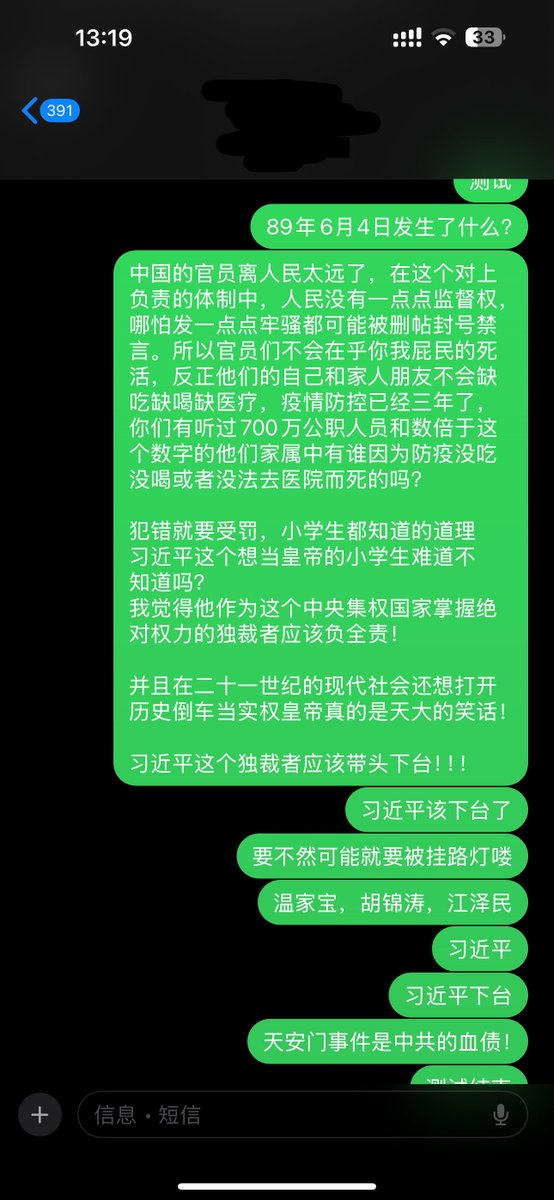 13:19
33
391
测试
89年6月4日发生了什么?
中国的官员离人民太远了，在这个对上
负责的体制中，人民没有一点点监督权，
哪怕发一点点牢骚都可能被删帖封号禁
言。所以官员们不会在乎你我屁民的死
活，反正他们的自己和家人朋友不会缺
吃缺喝缺医疗，疫情防控已经三年了，
你们有听过700万公职人员和数倍于这
个数字的他们家属中有谁因为防疫没吃
没喝或者没法去医院而死的吗?
犯错就要受罚，小学生都知道的道理
习近平这个想当皇帝的小学生难道不
知道吗?
我觉得他作为这个中央集权国家掌握绝
对权力的独裁者应该负全责！
并且在二十一世纪的现代社会还想打开
历史倒车当实权皇帝真的是天大的笑话！
习近平这个独裁者应该带头下台！！！
习近平该下台了
要不然可能就要被挂路灯喽
温家宝，胡锦涛，江泽民
习近平
习近平下台
天安门事件是中共的血债！
测试结束
信息・短信